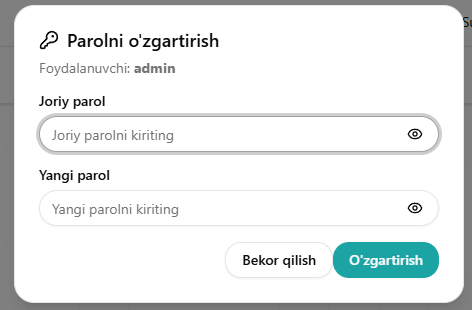 Parolni o'zgartirish
Foydalanuvchi: admin
Joriy parol
Joriy parolni kiriting
Yangi parol
Yangi parolni kiriting
Bekor qilish O'zgartirish